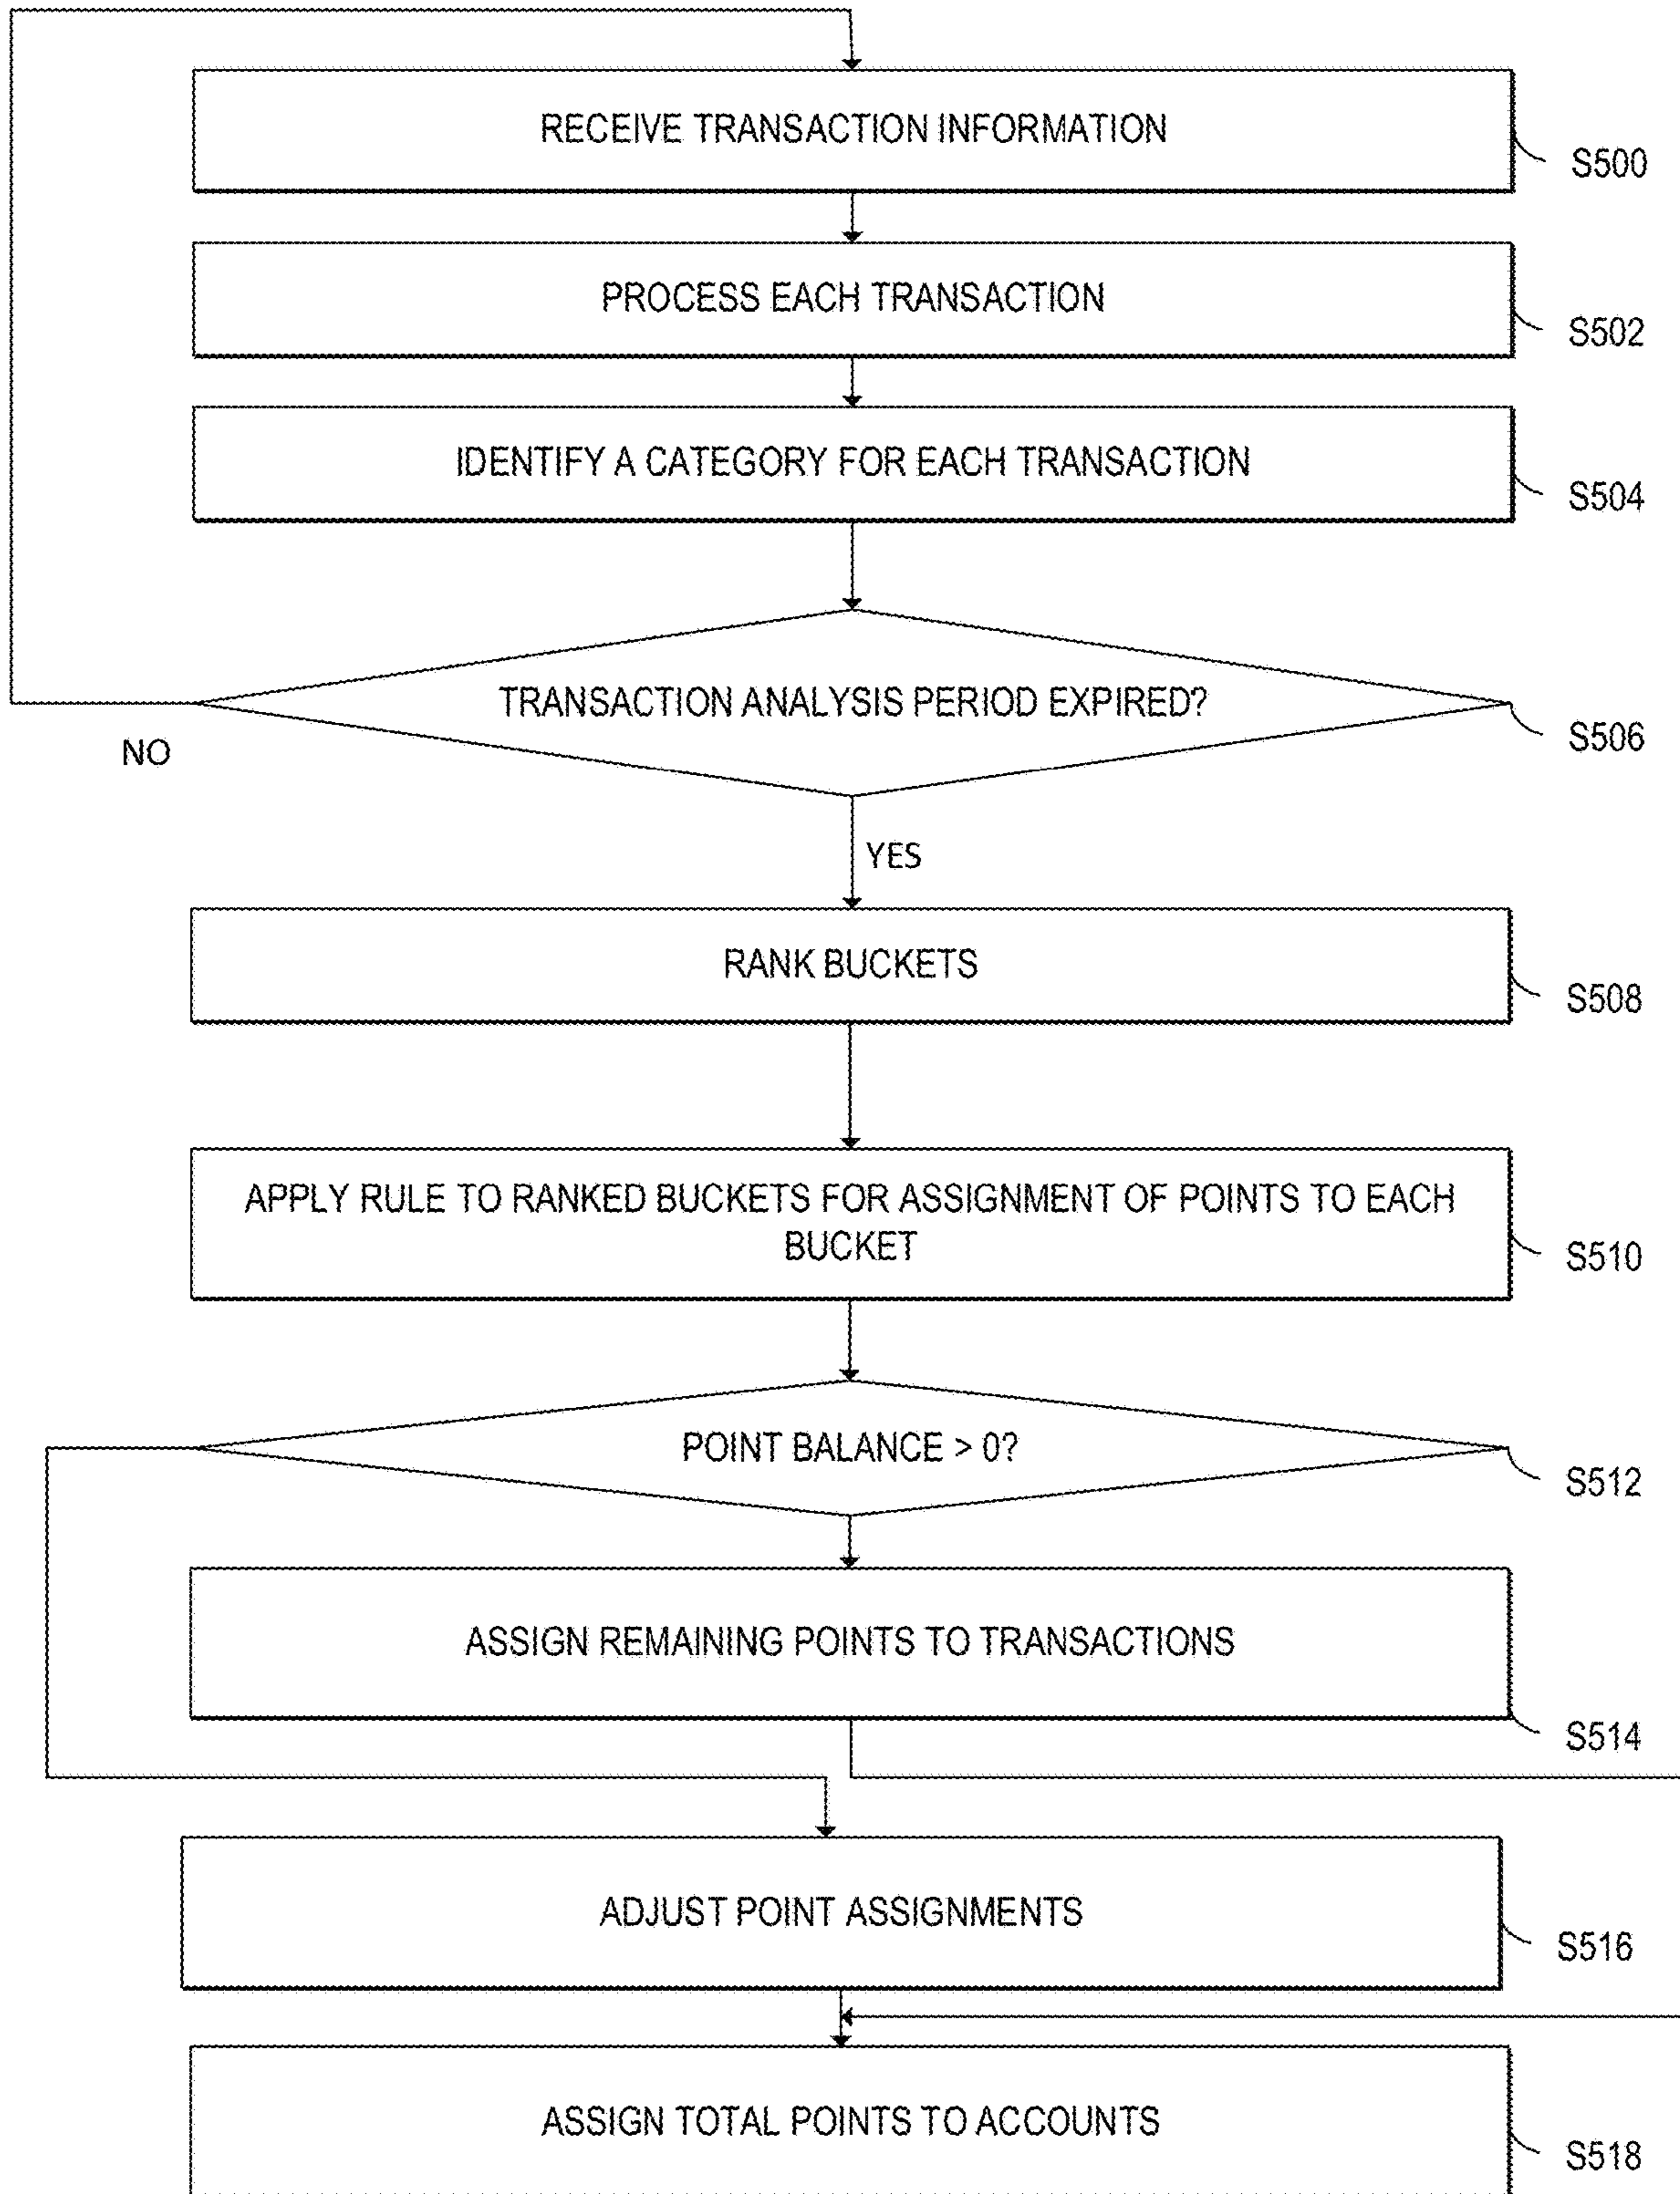 RECEIVE TRANSACTION INFORMATION
S500
PROCESS EACH TRANSACTION
S502
IDENTIFY A CATEGORY FOR EACH TRANSACTION
S504
TRANSACTION ANALYSIS PERIOD EXPIRED?
S506
NO
YES
RANK BUCKETS
S508
APPLY RULE TO RANKED BUCKETS FOR ASSIGNMENT OF POINTS TO EACH
BUCKET
S510
POINT BALANCE > 0?
S512
ASSIGN REMAINING POINTS TO TRANSACTIONS
S514
ADJUST POINT ASSIGNMENTS
S516
ASSIGN TOTAL POINTS TO ACCOUNTS
S518